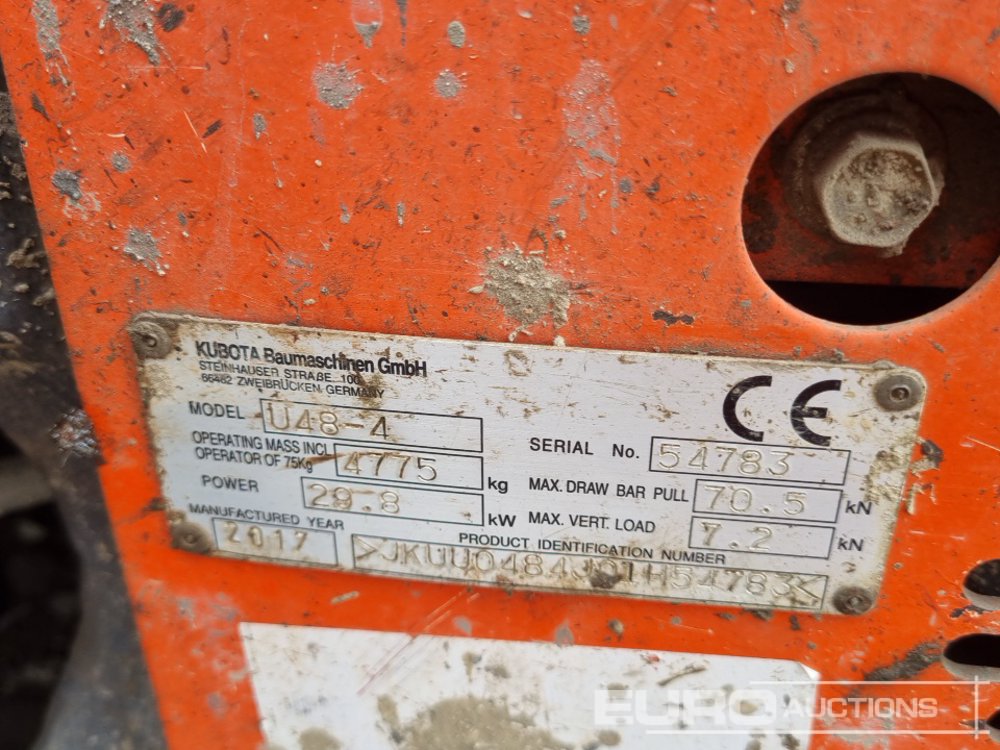 KUBOTA Baumaschinen GmbH
STEINHAUSER STRAßE 100
66482 ZWEIBRÜCKEN, GERMANY
MODEL U48-4
OPERATING MASS INCL
OPERATOR OF 75Kg 4775 kg
POWER 29.8 kW
MANUFACTURED YEAR
2017
CE
SERIAL No. 54783
MAX. DRAW BAR PULL 70.5 kN
MAX. VERT. LOAD 7.2 kN
PRODUCT IDENTIFICATION NUMBER
>JKUU0484J01H54783<
EURO AUCTIONS